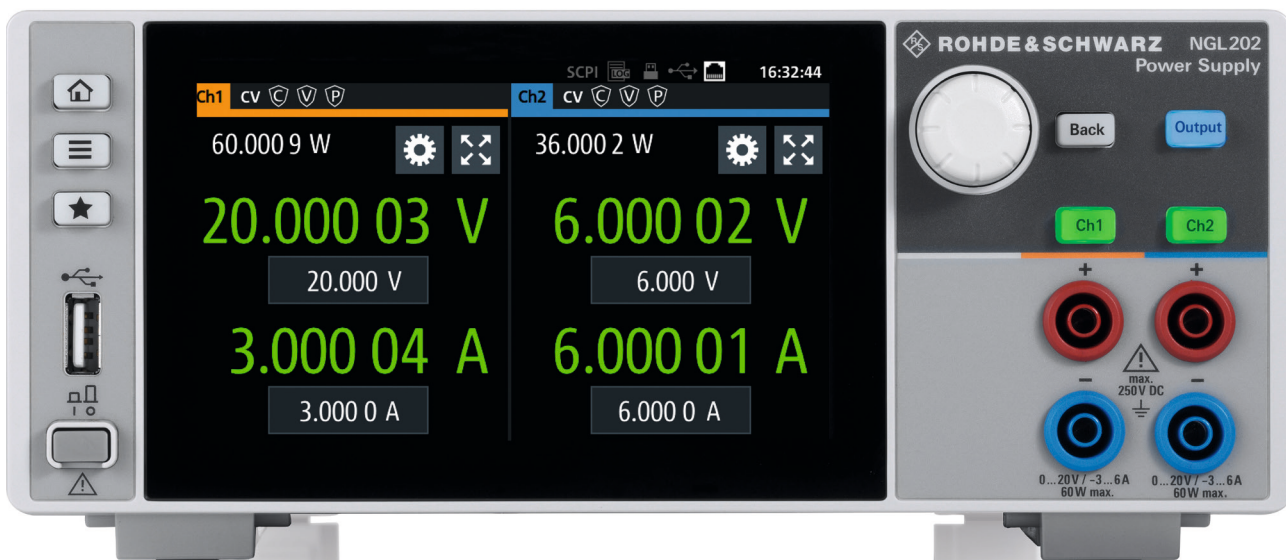 ROHDE&SCHWARZ NGL202
Power Supply
SCPI LOG 16:32:44
Ch1 CV C V P
Ch2 CV C V P
60.000 9 W
36.000 2 W
20.000 03 V
6.000 02 V
20.000 V
6.000 V
3.000 04 A
6.000 01 A
3.000 0 A
6.000 0 A
Back
Output
Ch1
Ch2
+
+
max.
250V DC
−
−
0...20V / –3...6A
60W max.
0...20V / –3...6A
60W max.
I O